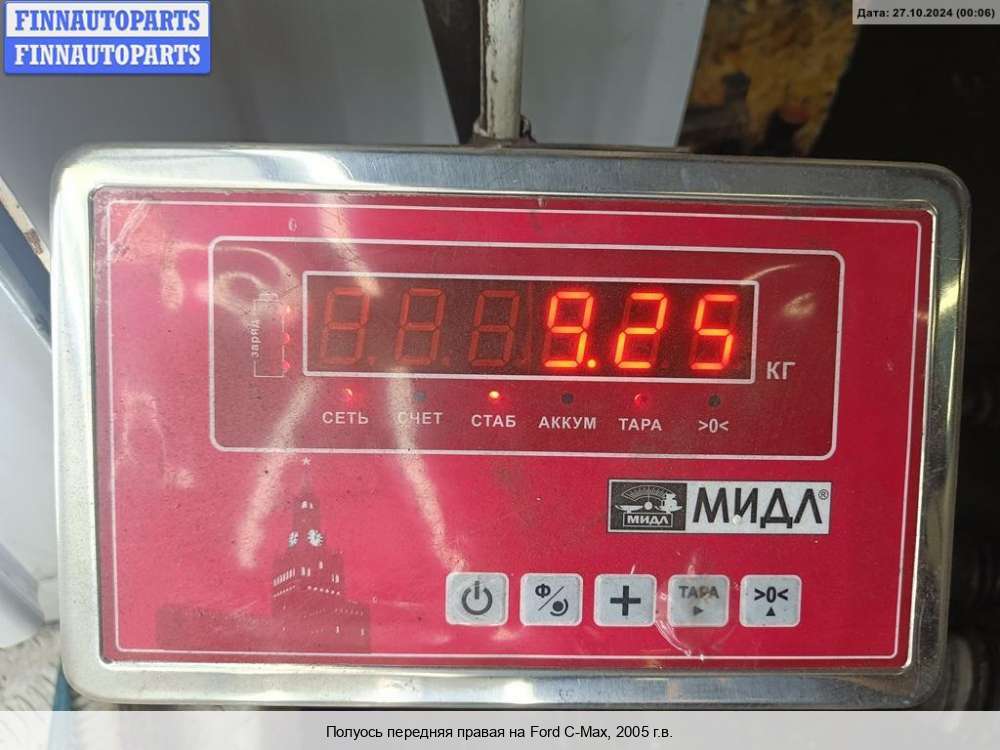 FINNAUTOPARTS
FINNAUTOPARTS
Дата: 27.10.2024 (00:06)
заряд
9.25
КГ
СЕТЬ СЧЕТ СТАБ АККУМ ТАРА >0<
МИДЛ МИДЛ®
Ф
ТАРА >0<
Полуось передняя правая на Ford C-Max, 2005 г.в.